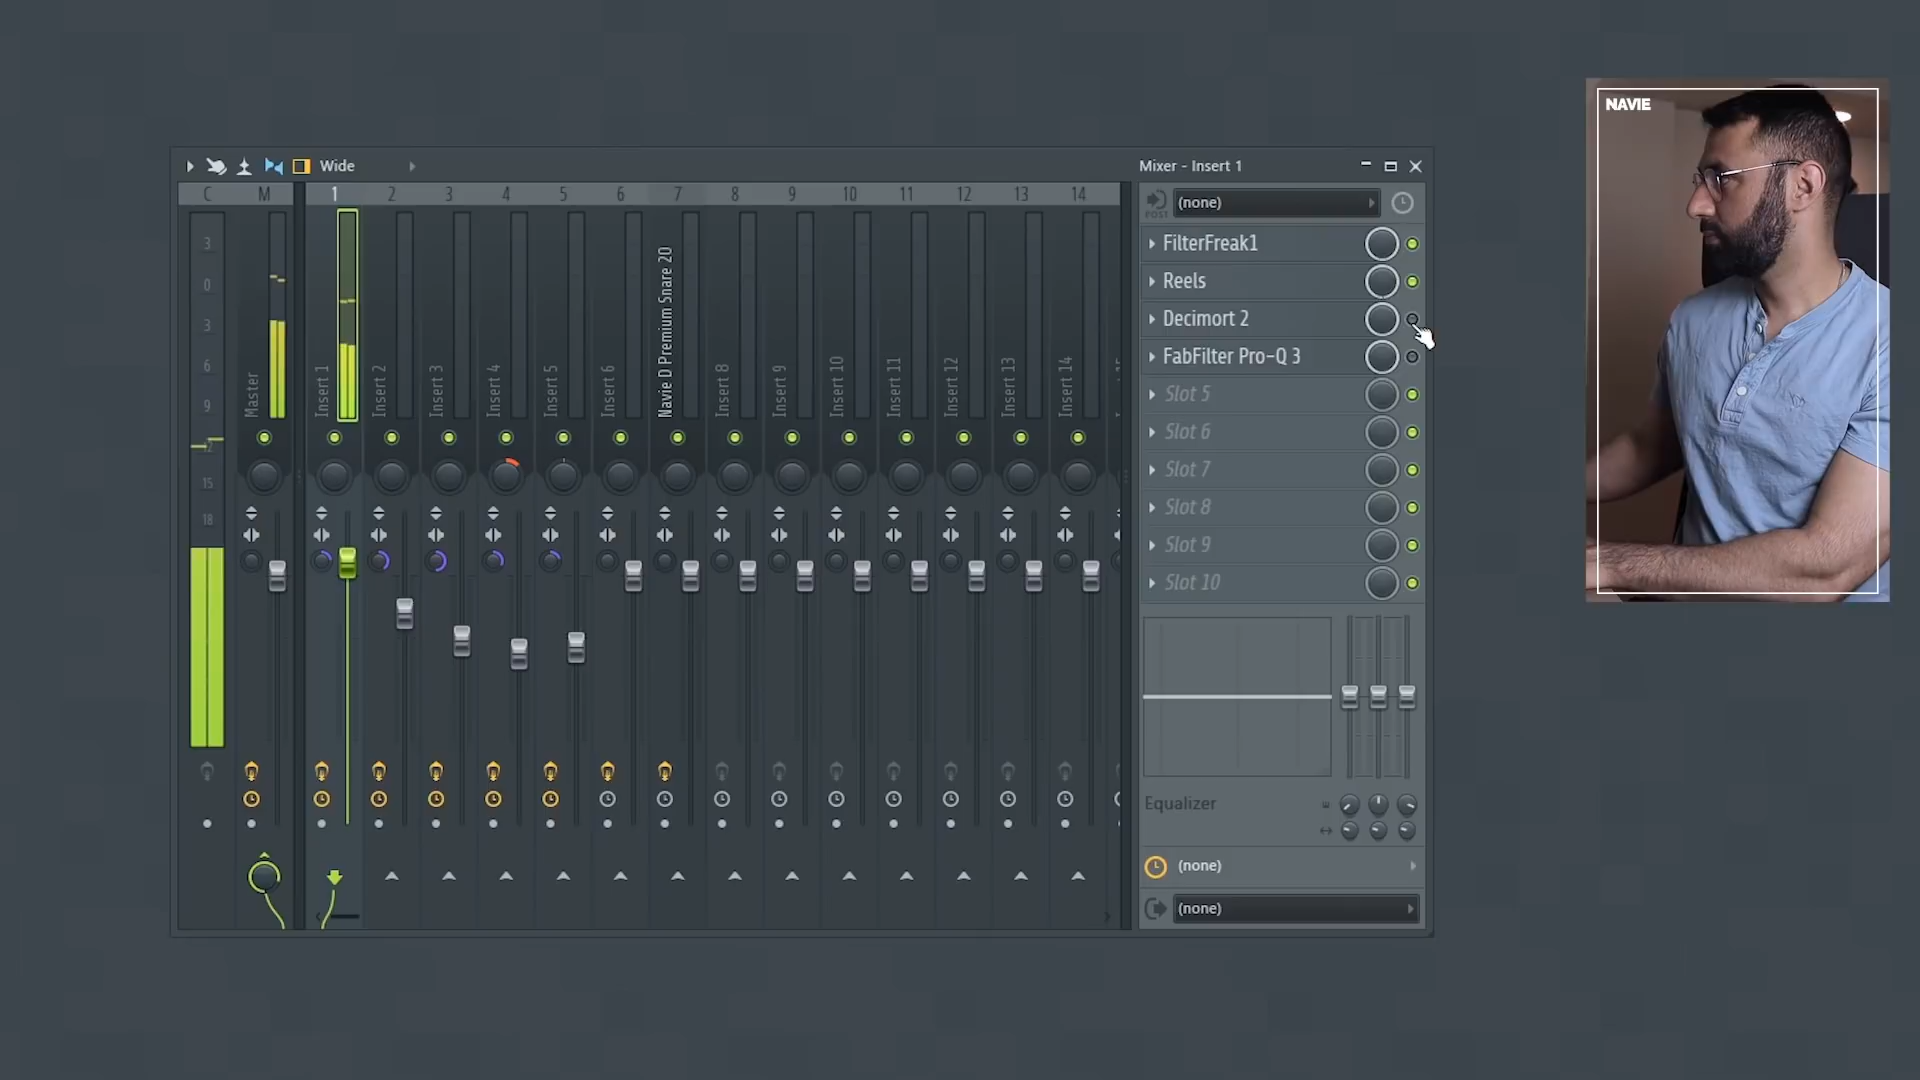 NAVIE
Wide
Mixer - Insert 1
C M 1 2 3 4 5 6 7 8 9 10 11 12 13 14
POST
(none)
FilterFreak1
Reels
Decimort 2
FabFilter Pro-Q 3
Slot 5
Slot 6
Slot 7
Slot 8
Slot 9
Slot 10
3
0
3
6
9
15
18
Master
Insert 1
Insert 2
Insert 3
Insert 4
Insert 5
Insert 6
Navie D Premium Snare 20
Insert 8
Insert 9
Insert 10
Insert 11
Insert 12
Insert 13
Insert 14
Equalizer
(none)
(none)